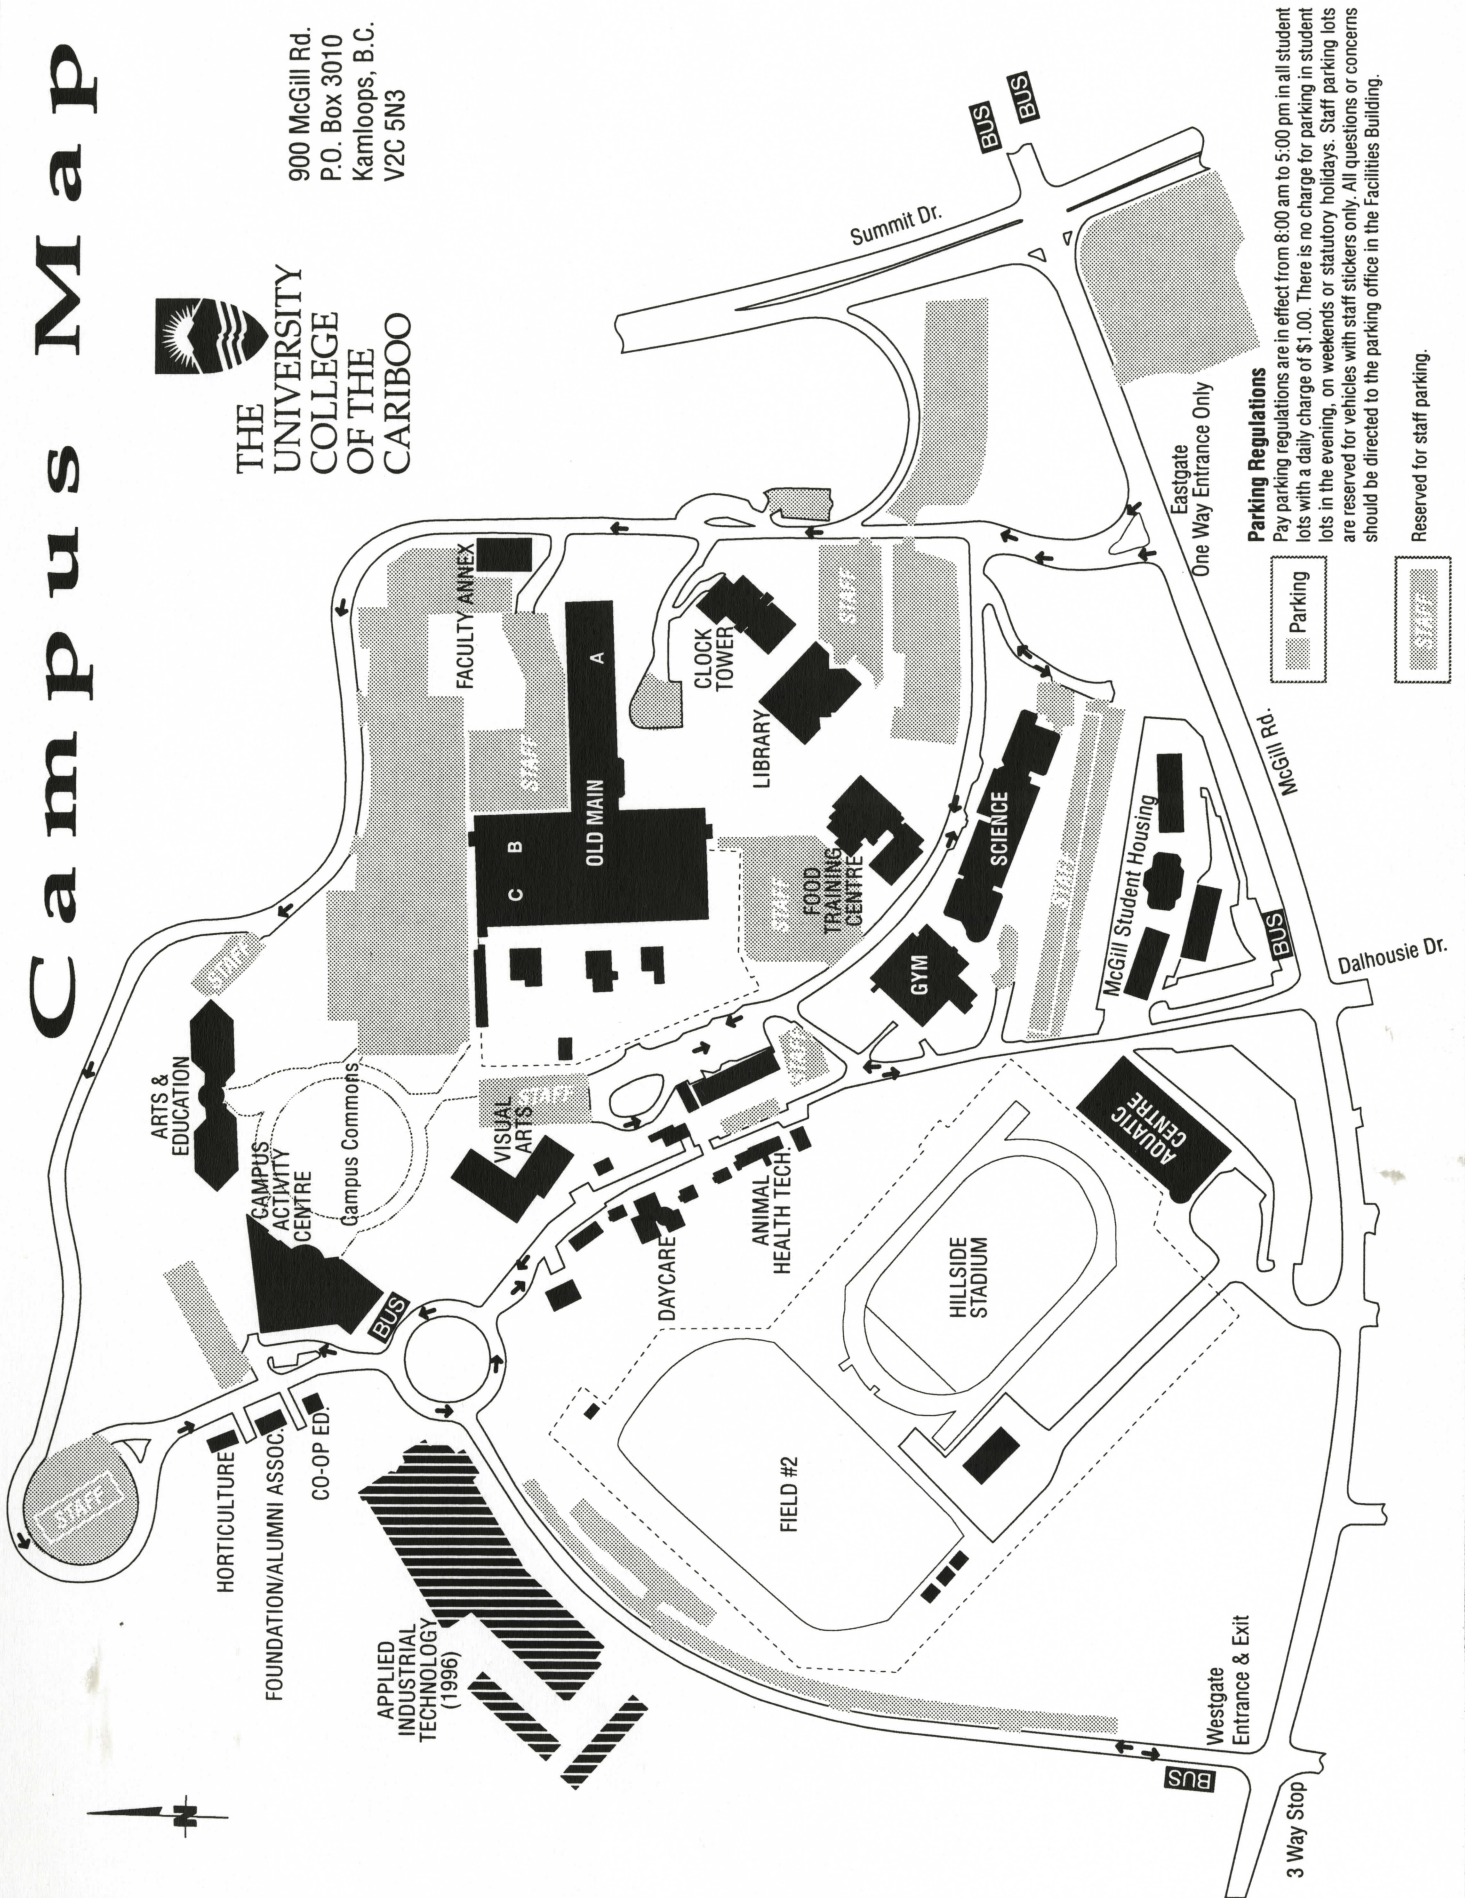 Campus Map
THE
UNIVERSITY
COLLEGE
OF THE
CARIBOO
900 McGill Rd.
P.O. Box 3010
Kamloops, B.C.
V2C 5N3
N
STAFF
HORTICULTURE
FOUNDATION/ALUMNI ASSOC.
CO-OP ED.
APPLIED
INDUSTRIAL
TECHNOLOGY
(1996)
ARTS &
EDUCATION
CAMPUS
ACTIVITY
CENTRE
BUS
Campus Commons
STAFF
VISUAL
ARTS
STAFF
DAYCARE
ANIMAL
HEALTH TECH.
STAFF
FACULTY ANNEX
STAFF
A
B
C
OLD MAIN
CLOCK
TOWER
LIBRARY
STAFF
STAFF
FOOD
TRAINING
CENTRE
GYM
SCIENCE
STAFF
McGill Student Housing
BUS
FIELD #2
HILLSIDE
STADIUM
AQUATIC
CENTRE
Summit Dr.
BUS
BUS
Eastgate
One Way Entrance Only
McGill Rd.
Dalhousie Dr.
Westgate
Entrance & Exit
BUS
3 Way Stop
Parking
Parking Regulations
Pay parking regulations are in effect from 8:00 am to 5:00 pm in all student
lots with a daily charge of $1.00. There is no charge for parking in student
lots in the evening, on weekends or statutory holidays. Staff parking lots
are reserved for vehicles with staff stickers only. All questions or concerns
should be directed to the parking office in the Facilities Building.
STAFF
Reserved for staff parking.